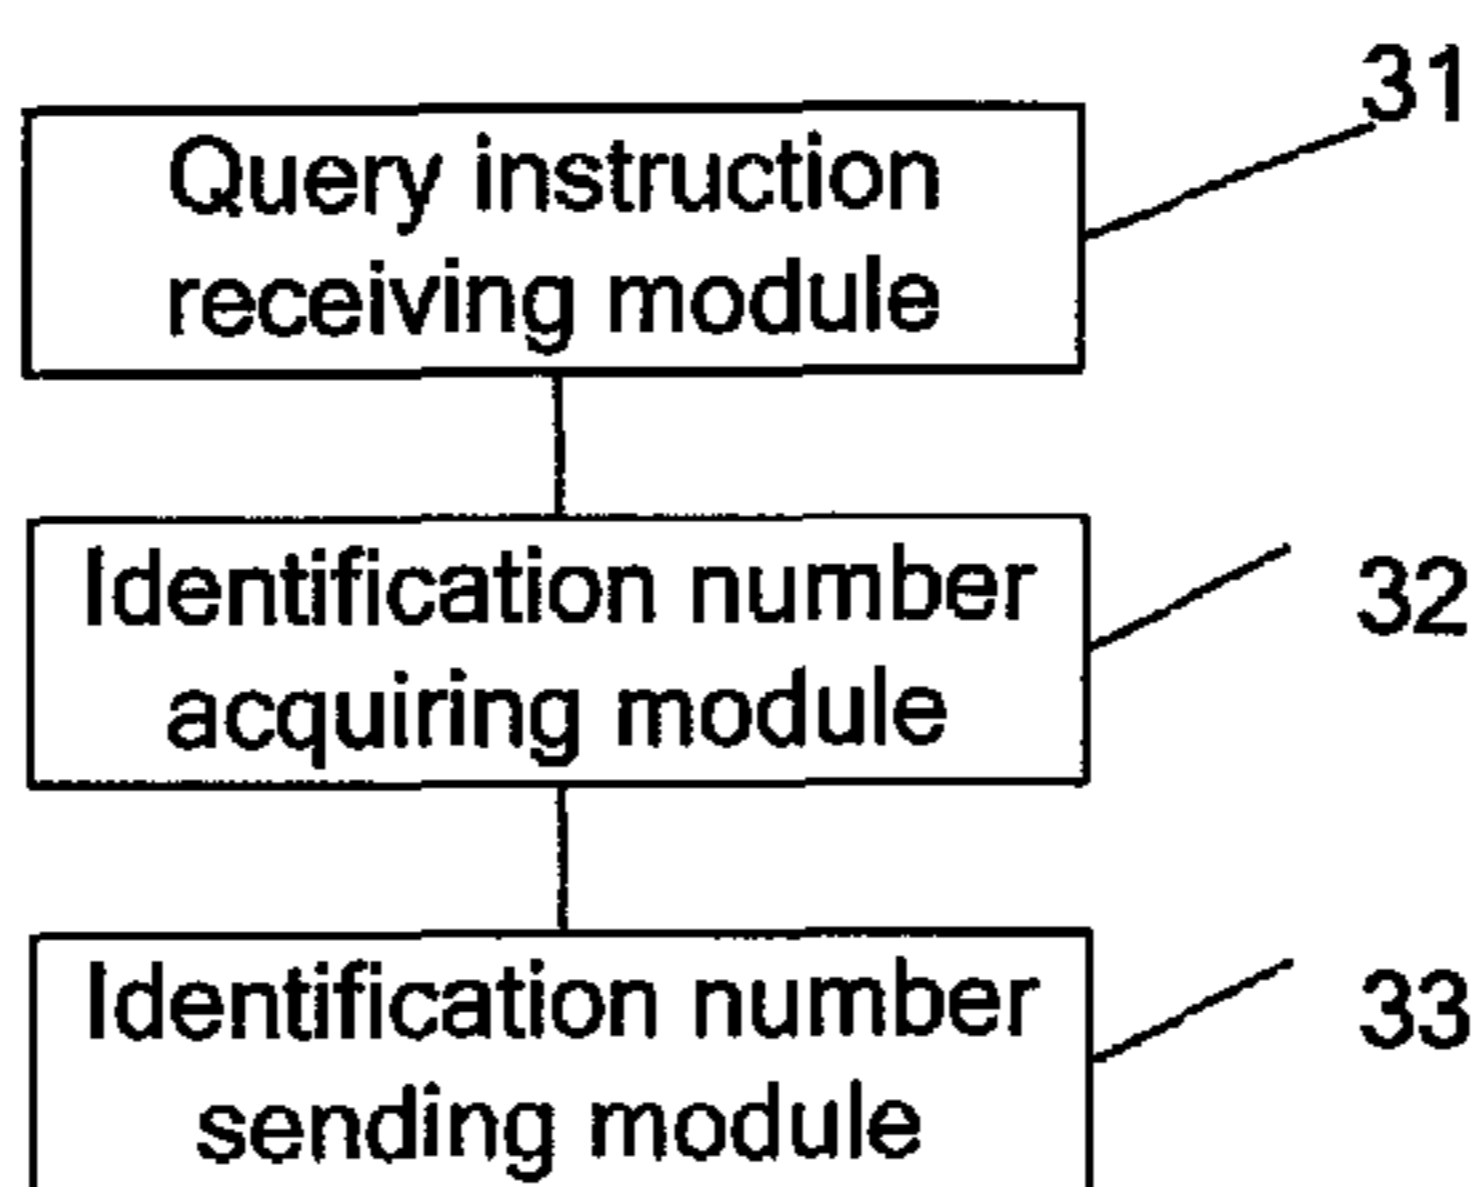 31
Query instruction
receiving module
Identification number
acquiring module
32
Identification number
sending module
33